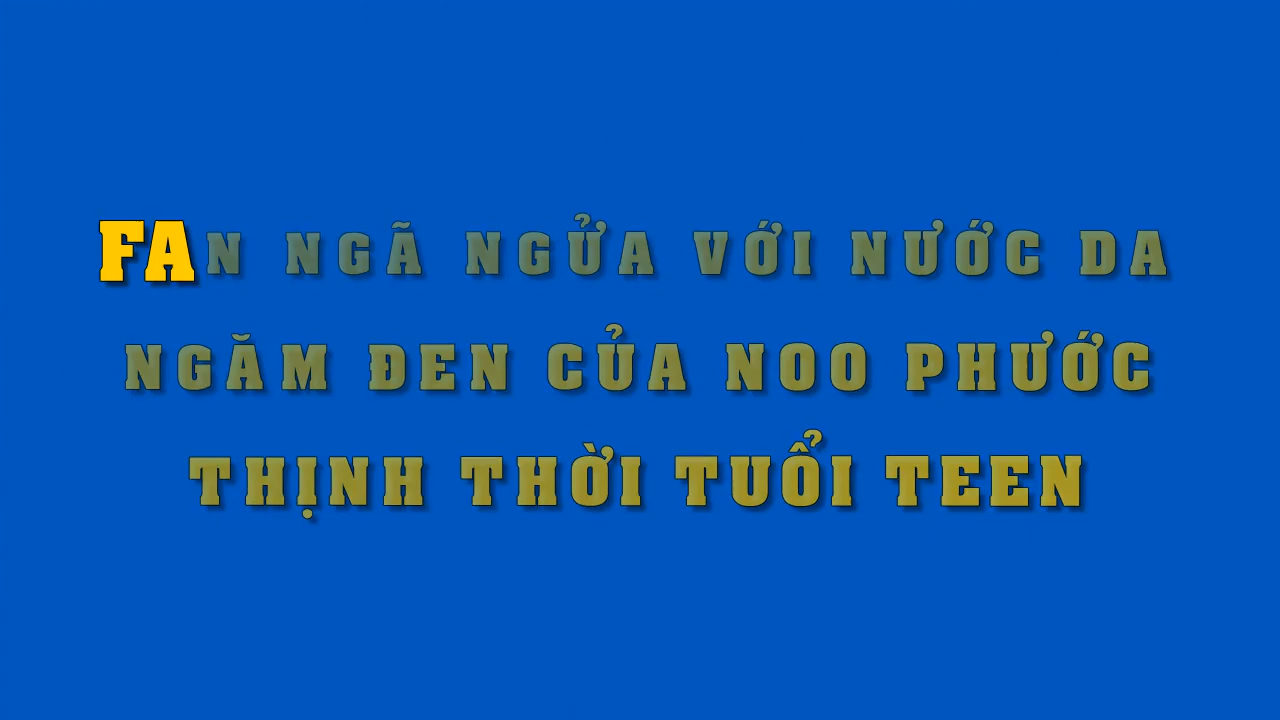 FAN NGÃ NGỬA VỚI NƯỚC DA
NGĂM ĐEN CỦA NOO PHƯỚC
THỊNH THỜI TUỔI TEEN